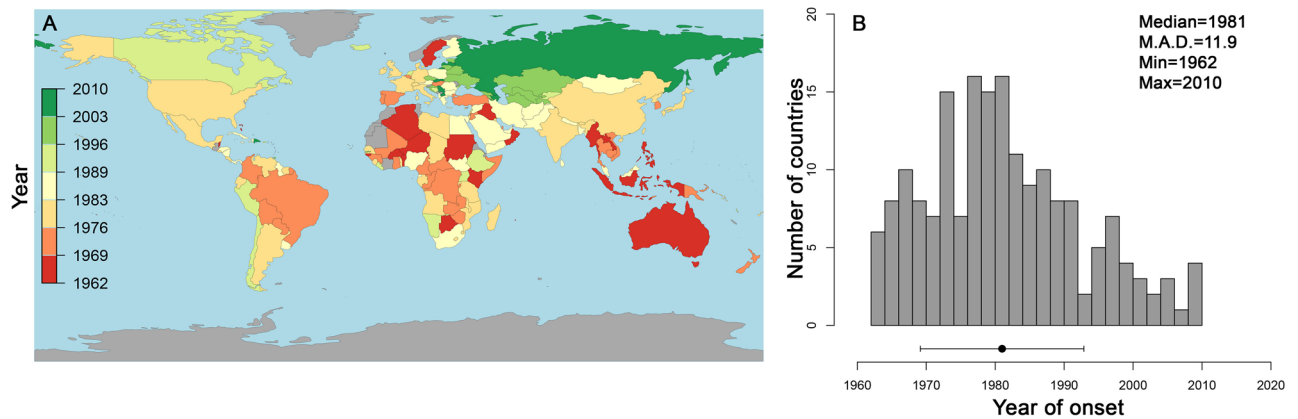 A
2010
2003
1996
1989
1983
1976
1969
1962
Year
B
Median=1981
M.A.D.=11.9
Min=1962
Max=2010
20
15
10
5
0
Number of countries
1960 1970 1980 1990 2000 2010 2020
Year of onset